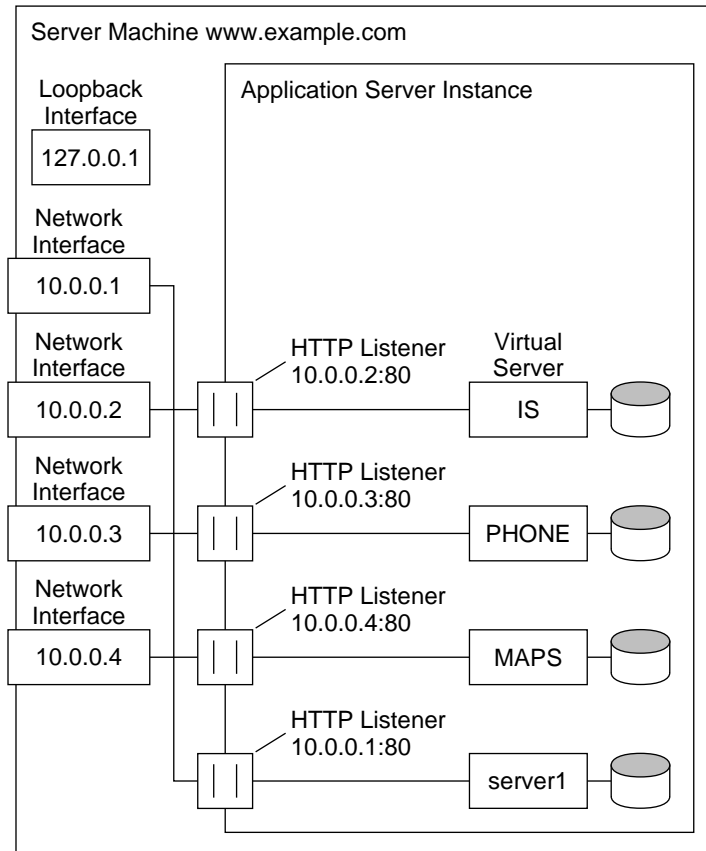 Server Machine www.example.com
Application Server Instance
Loopback
Interface
127.0.0.1
Network
Interface
10.0.0.1
Network
Interface
10.0.0.2
HTTP Listener
10.0.0.2:80
Virtual
Server
IS
Network
Interface
10.0.0.3
HTTP Listener
10.0.0.3:80
PHONE
Network
Interface
10.0.0.4
HTTP Listener
10.0.0.4:80
MAPS
HTTP Listener
10.0.0.1:80
server1